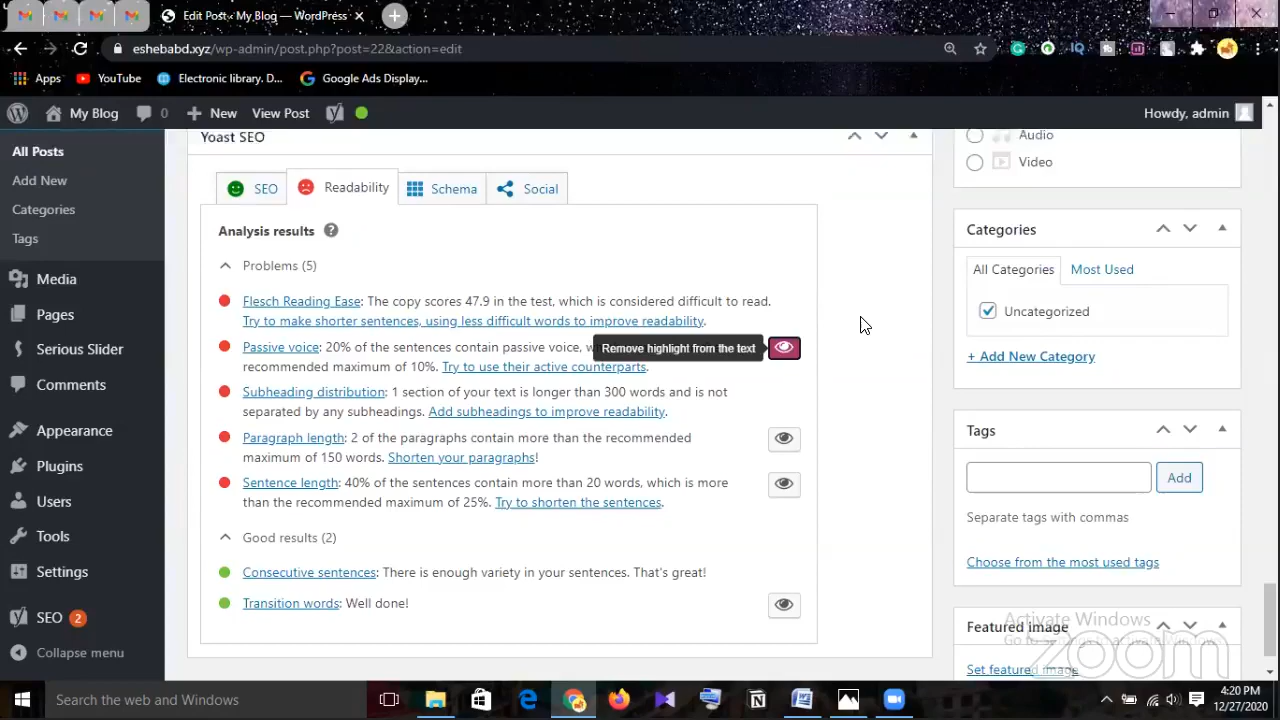 Edit Post ‹ My Blog — WordPress
eshebabd.xyz/wp-admin/post.php?post=22&action=edit
Apps YouTube Electronic library. D... Google Ads Display...
My Blog 0 New View Post Howdy, admin
All Posts
Add New
Categories
Tags
Media
Pages
Serious Slider
Comments
Appearance
Plugins
Users
Tools
Settings
SEO 2
Collapse menu
Yoast SEO
SEO Readability Schema Social
Analysis results ?
Problems (5)
Flesch Reading Ease: The copy scores 47.9 in the test, which is considered difficult to read.
Try to make shorter sentences, using less difficult words to improve readability.
Passive voice: 20% of the sentences contain passive voice, Remove highlight from the text
recommended maximum of 10%. Try to use their active counterparts.
Subheading distribution: 1 section of your text is longer than 300 words and is not
separated by any subheadings. Add subheadings to improve readability.
Paragraph length: 2 of the paragraphs contain more than the recommended
maximum of 150 words. Shorten your paragraphs!
Sentence length: 40% of the sentences contain more than 20 words, which is more
than the recommended maximum of 25%. Try to shorten the sentences.
Good results (2)
Consecutive sentences: There is enough variety in your sentences. That's great!
Transition words: Well done!
Audio
Video
Categories
All Categories Most Used
Uncategorized
+ Add New Category
Tags
Add
Separate tags with commas
Choose from the most used tags
Activate Windows
Featured image
Go to Settings to activate Windows.
zoom
Set featured image
Search the web and Windows
4:20 PM
12/27/2020